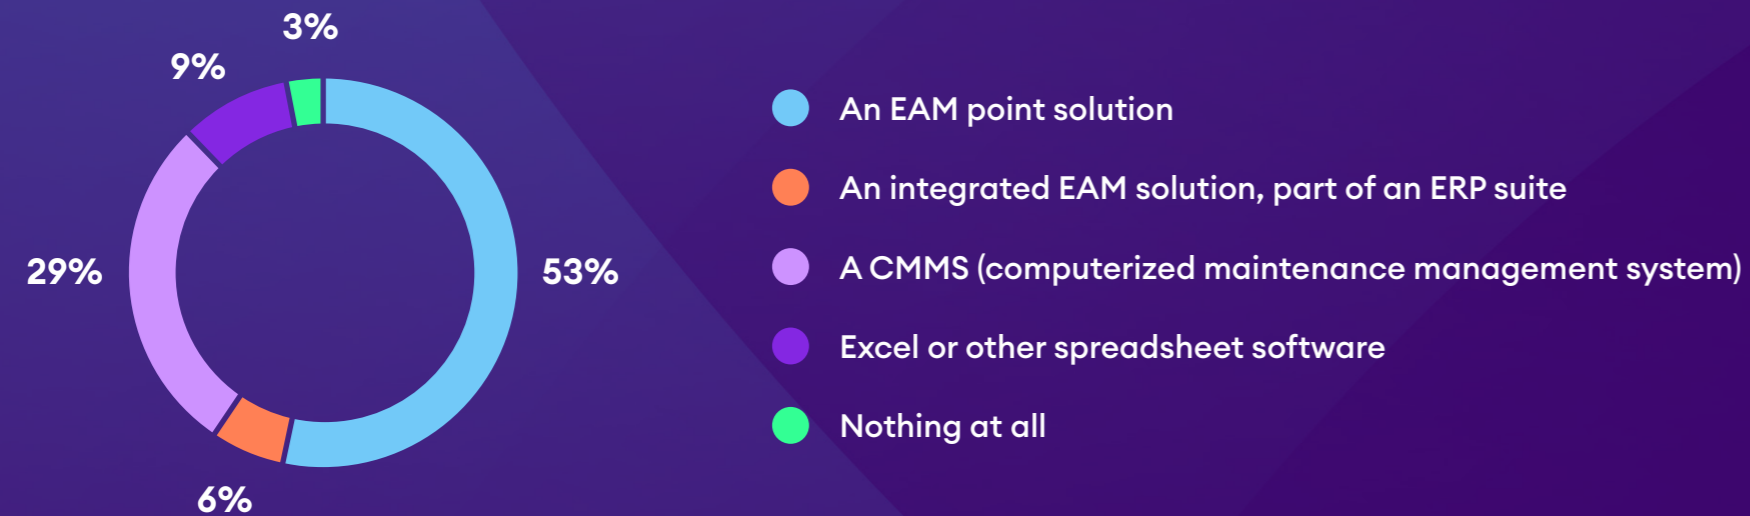 3%
9%
29%
53%
6%
An EAM point solution
An integrated EAM solution, part of an ERP suite
A CMMS (computerized maintenance management system)
Excel or other spreadsheet software
Nothing at all